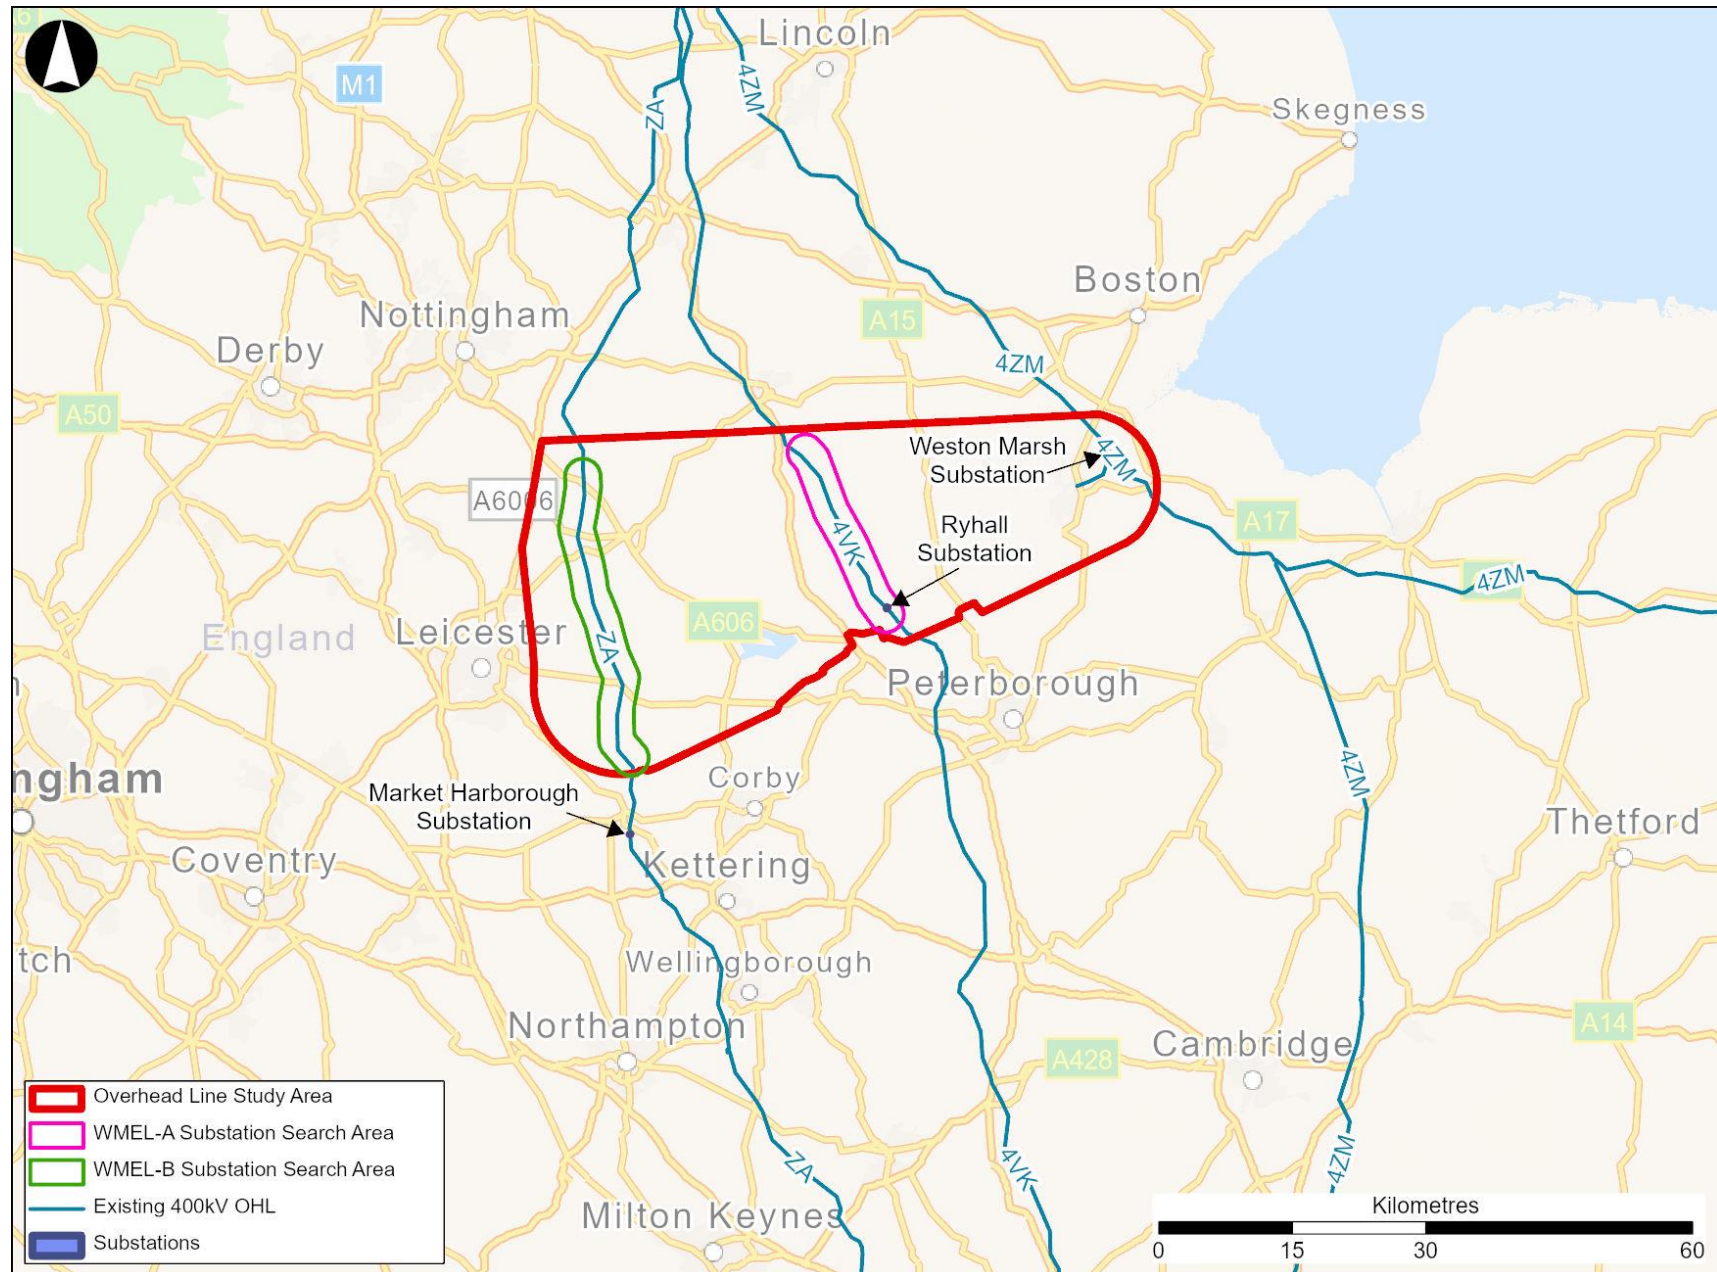 A6
Lincoln
M1
4ZM
ZA
Skegness
Boston
Nottingham
A15
Derby
4ZM
A50
Weston Marsh
Substation
4ZM
A6006
A17
Ryhall
Substation
4VK
4ZM
England
Leicester
A606
ZA
Peterborough
ngham
Corby
4ZM
Market Harborough
Substation
Thetford
Coventry
Kettering
tch
Wellingborough
Northampton
A14
Cambridge
A428
ZA
4VK
4ZM
Milton Keynes
Overhead Line Study Area
WMEL-A Substation Search Area
WMEL-B Substation Search Area
Existing 400kV OHL
Substations
Kilometres
0 15 30 60